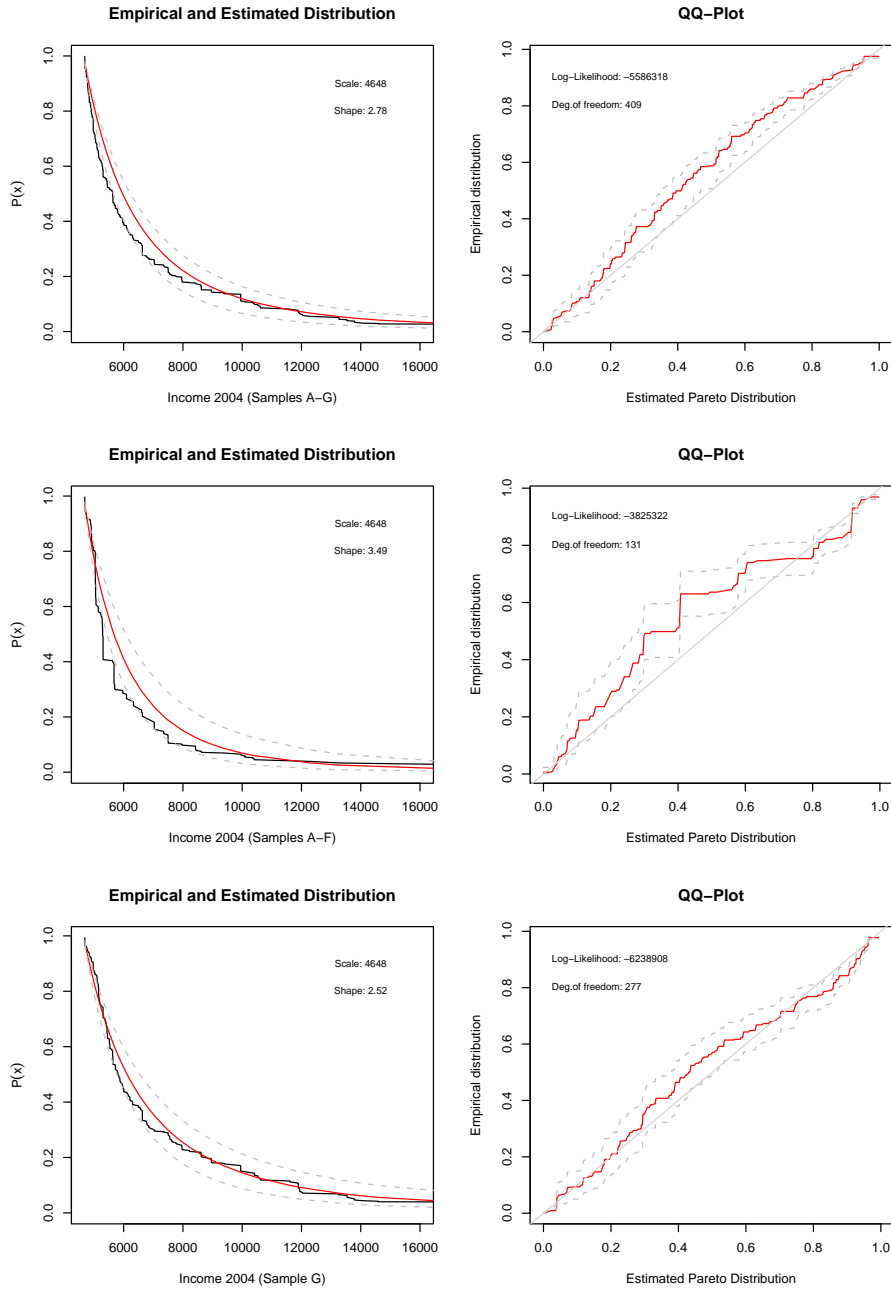 Empirical and Estimated Distribution
P(x)
1.0
0.8
0.6
0.4
0.2
0.0
Scale: 4648
Shape: 2.78
6000 8000 10000 12000 14000 16000
Income 2004 (Samples A−G)
QQ−Plot
Empirical distribution
1.0
0.8
0.6
0.4
0.2
0.0
Log−Likelihood: −5586318
Deg.of freedom: 409
0.0 0.2 0.4 0.6 0.8 1.0
Estimated Pareto Distribution
Empirical and Estimated Distribution
P(x)
1.0
0.8
0.6
0.4
0.2
0.0
Scale: 4648
Shape: 3.49
6000 8000 10000 12000 14000 16000
Income 2004 (Samples A−F)
QQ−Plot
Empirical distribution
1.0
0.8
0.6
0.4
0.2
0.0
Log−Likelihood: −3825322
Deg.of freedom: 131
0.0 0.2 0.4 0.6 0.8 1.0
Estimated Pareto Distribution
Empirical and Estimated Distribution
P(x)
1.0
0.8
0.6
0.4
0.2
0.0
Scale: 4648
Shape: 2.52
6000 8000 10000 12000 14000 16000
Income 2004 (Sample G)
QQ−Plot
Empirical distribution
1.0
0.8
0.6
0.4
0.2
0.0
Log−Likelihood: −6238908
Deg.of freedom: 277
0.0 0.2 0.4 0.6 0.8 1.0
Estimated Pareto Distribution